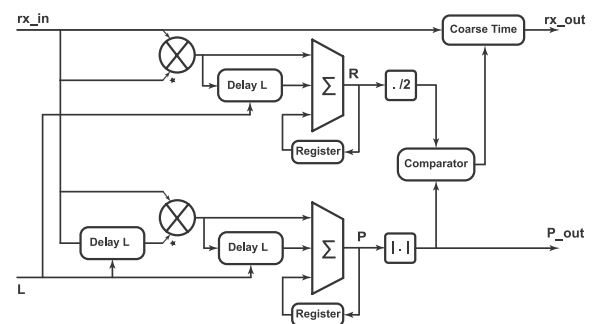 rx_in
rx_out
Coarse Time
*
Delay L
Σ
R
. /2
Register
Comparator
*
Delay L
Delay L
Σ
P
| . |
P_out
L
Register